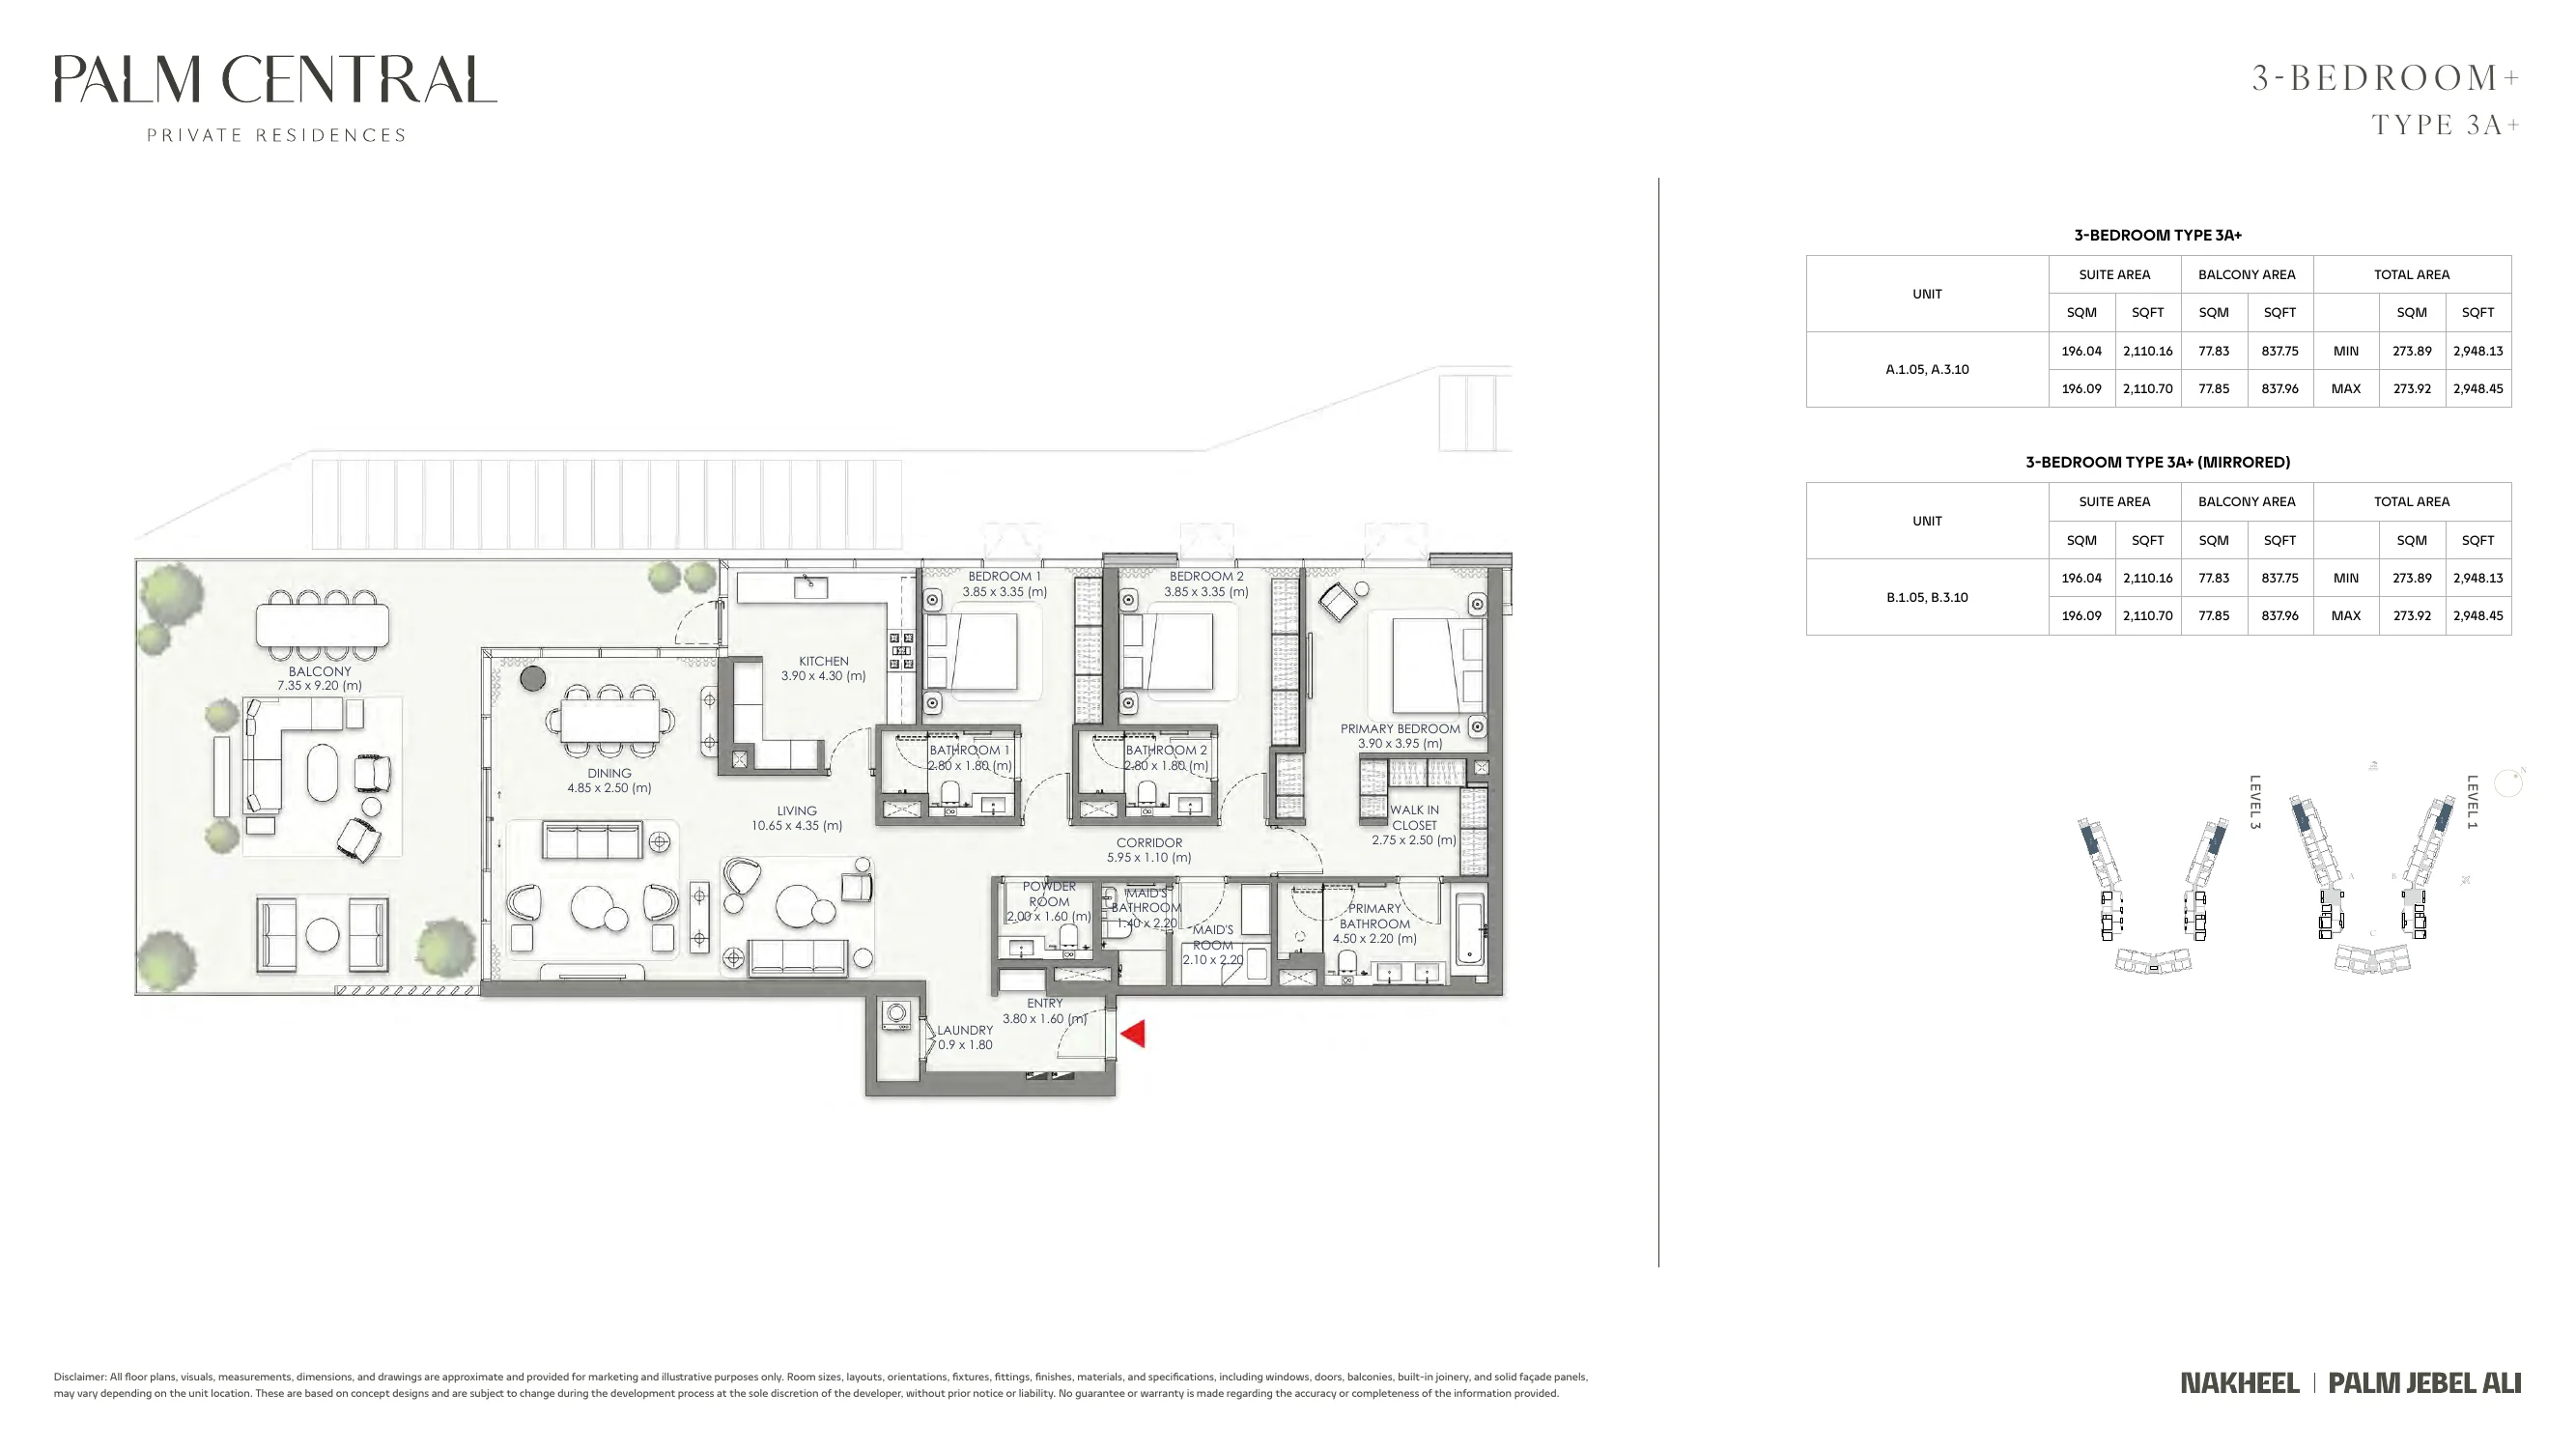 PALM CENTRAL
PRIVATE RESIDENCES
3-BEDROOM+
TYPE 3A+
BALCONY
7.35 x 9.20 (m)
DINING
4.85 x 2.50 (m)
KITCHEN
3.90 x 4.30 (m)
LIVING
10.65 x 4.35 (m)
BEDROOM 1
3.85 x 3.35 (m)
BEDROOM 2
3.85 x 3.35 (m)
PRIMARY BEDROOM
3.90 x 3.95 (m)
BATHROOM 1
2.80 x 1.80 (m)
BATHROOM 2
2.80 x 1.80 (m)
WALK IN
CLOSET
2.75 x 2.50 (m)
CORRIDOR
5.95 x 1.10 (m)
POWDER
ROOM
2.00 x 1.60 (m)
MAID'S
BATHROOM
1.40 x 2.20
MAID'S
ROOM
2.10 x 2.20
PRIMARY
BATHROOM
4.50 x 2.20 (m)
ENTRY
3.80 x 1.60 (m)
LAUNDRY
0.9 x 1.80
3-BEDROOM TYPE 3A+
UNIT SUITE AREA BALCONY AREA TOTAL AREA
SQM SQFT SQM SQFT SQM SQFT
A.1.05, A.3.10
196.04 2,110.16 77.83 837.75 MIN 273.89 2,948.13
196.09 2,110.70 77.85 837.96 MAX 273.92 2,948.45
3-BEDROOM TYPE 3A+ (MIRRORED)
UNIT SUITE AREA BALCONY AREA TOTAL AREA
SQM SQFT SQM SQFT SQM SQFT
B.1.05, B.3.10
196.04 2,110.16 77.83 837.75 MIN 273.89 2,948.13
196.09 2,110.70 77.85 837.96 MAX 273.92 2,948.45
LEVEL 3
LEVEL 1
N
A
B
C
Disclaimer: All floor plans, visuals, measurements, dimensions, and drawings are approximate and provided for marketing and illustrative purposes only. Room sizes, layouts, orientations, fixtures, fittings, finishes, materials, and specifications, including windows, doors, balconies, built-in joinery, and solid façade panels,
may vary depending on the unit location. These are based on concept designs and are subject to change during the development process at the sole discretion of the developer, without prior notice or liability. No guarantee or warranty is made regarding the accuracy or completeness of the information provided.
NAKHEEL | PALM JEBEL ALI